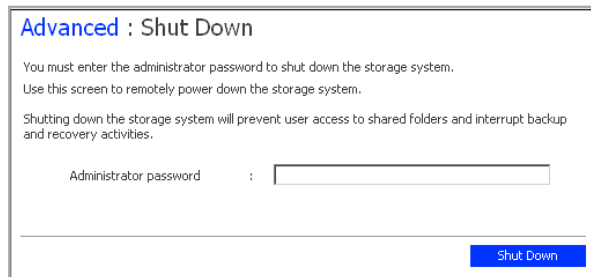 Advanced : Shut Down
You must enter the administrator password to shut down the storage system.
Use this screen to remotely power down the storage system.
Shutting down the storage system will prevent user access to shared folders and interrupt backup
and recovery activities.
Administrator password :
Shut Down